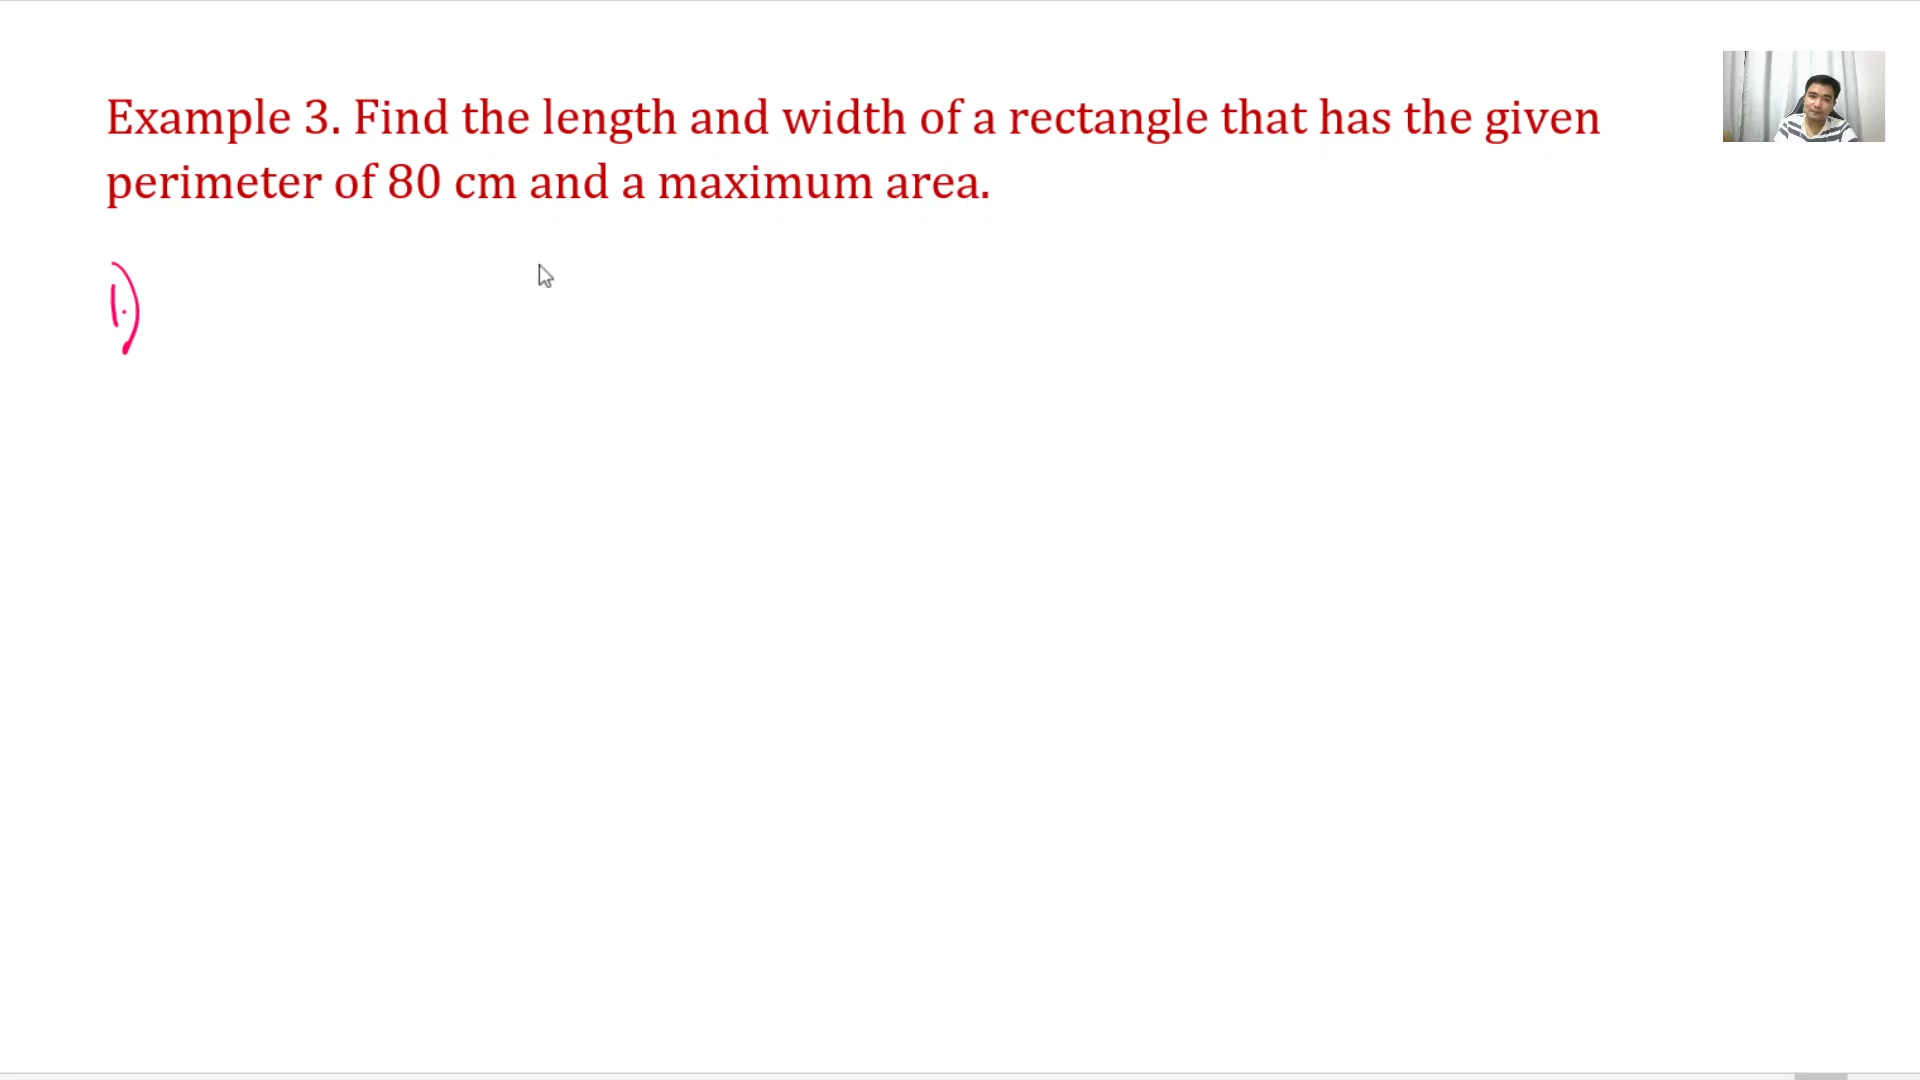 Example 3. Find the length and width of a rectangle that has the given
perimeter of 80 cm and a maximum area.
1.)